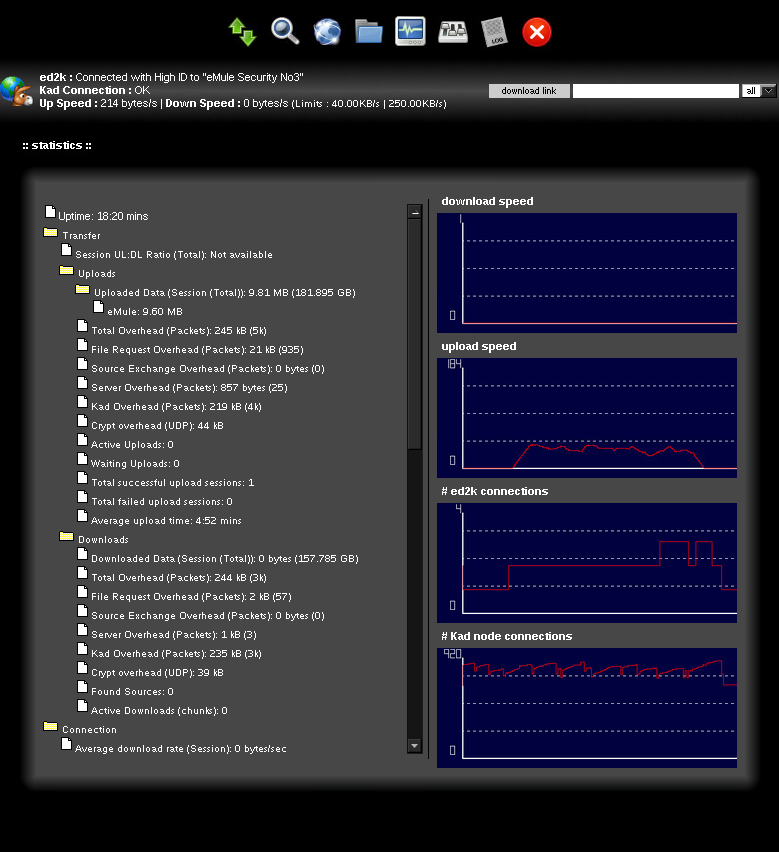 LOG
ed2k : Connected with High ID to "eMule Security No3"
Kad Connection : OK
Up Speed : 214 bytes/s | Down Speed : 0 bytes/s (Limits : 40.00KB/s | 250.00KB/s)
download link
all
:: statistics ::
Uptime: 18:20 mins
Transfer
Session UL:DL Ratio (Total): Not available
Uploads
Uploaded Data (Session (Total)): 9.81 MB (181.895 GB)
eMule: 9.60 MB
Total Overhead (Packets): 245 kB (5k)
File Request Overhead (Packets): 21 kB (935)
Source Exchange Overhead (Packets): 0 bytes (0)
Server Overhead (Packets): 857 bytes (25)
Kad Overhead (Packets): 219 kB (4k)
Crypt overhead (UDP): 44 kB
Active Uploads: 0
Waiting Uploads: 0
Total successful upload sessions: 1
Total failed upload sessions: 0
Average upload time: 4:52 mins
Downloads
Downloaded Data (Session (Total)): 0 bytes (157.785 GB)
Total Overhead (Packets): 244 kB (3k)
File Request Overhead (Packets): 2 kB (57)
Source Exchange Overhead (Packets): 0 bytes (0)
Server Overhead (Packets): 1 kB (3)
Kad Overhead (Packets): 235 kB (3k)
Crypt overhead (UDP): 39 kB
Found Sources: 0
Active Downloads (chunks): 0
Connection
Average download rate (Session): 0 bytes/sec
download speed
1
0
upload speed
184
0
# ed2k connections
4
0
# Kad node connections
920
0